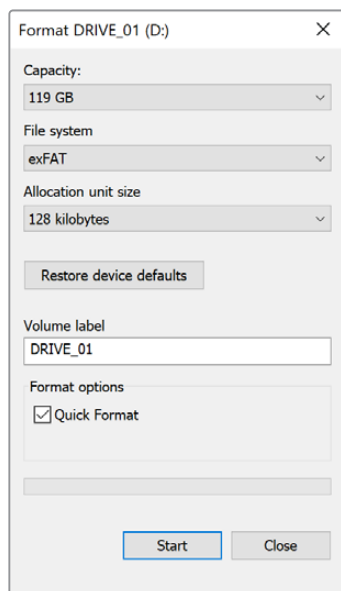 Format DRIVE_01 (D:)
Capacity:
119 GB
File system
exFAT
Allocation unit size
128 kilobytes
Restore device defaults
Volume label
DRIVE_01
Format options
Quick Format
Start Close